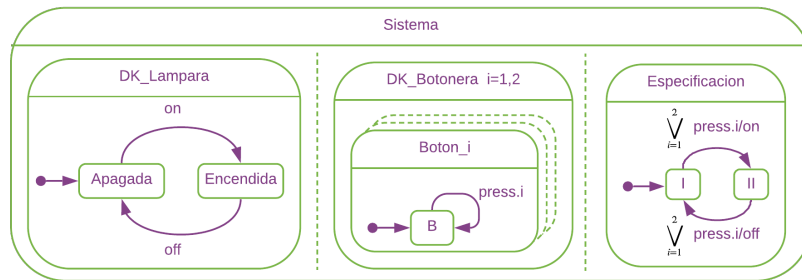 Sistema
DK_Lampara
on
Apagada
Encendida
off
DK_Botonera i=1,2
Boton_i
press.i
B
Especificacion
2
⋁ press.i/on
i=1
I
II
2
⋁ press.i/off
i=1